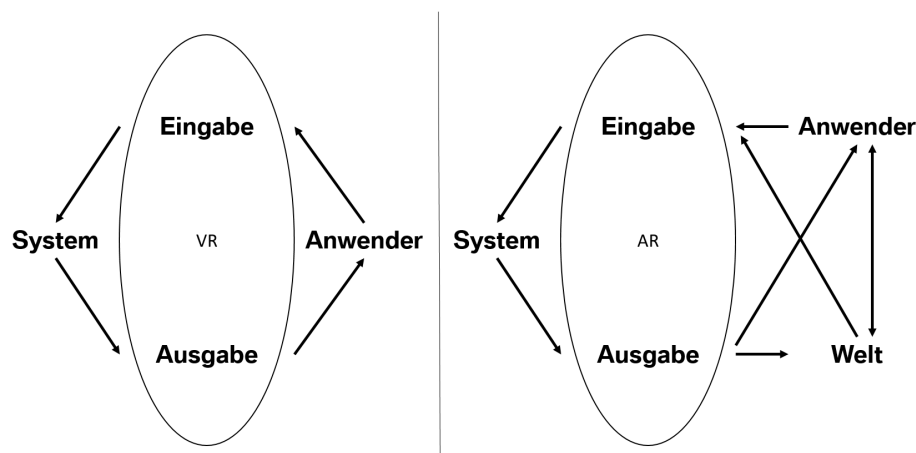 Eingabe
System
VR
Anwender
Ausgabe
Eingabe
Anwender
System
AR
Ausgabe
Welt